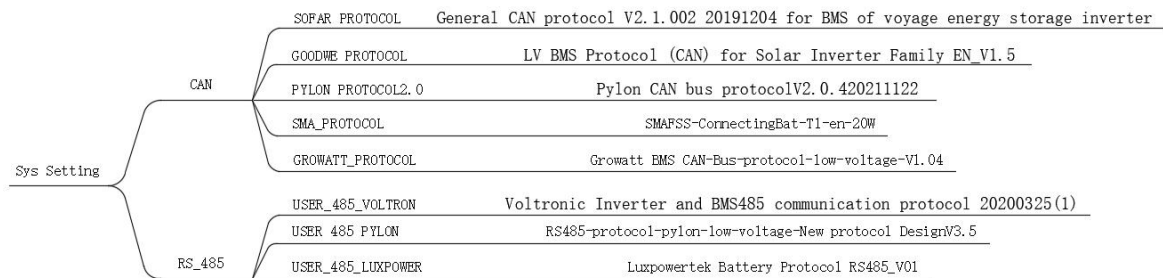 SOFAR PROTOCOL General CAN protocol V2.1.002 20191204 for BMS of voyage energy storage inverter
GOODWE PROTOCOL LV BMS Protocol (CAN) for Solar Inverter Family EN_V1.5
CAN
PYLON PROTOCOL2.0 Pylon CAN bus protocolV2.0.420211122
SMA_PROTOCOL SMAFSS-ConnectingBat-T1-en-20W
GROWATT_PROTOCOL Growatt BMS CAN-Bus-protocol-low-voltage-V1.04
Sys Setting
USER_485_VOLTRON Voltronic Inverter and BMS485 communication protocol 20200325(1)
USER 485 PYLON RS485-protocol-pylon-low-voltage-New protocol DesignV3.5
RS_485
USER_485_LUXPOWER Luxpowertek Battery Protocol RS485_V01